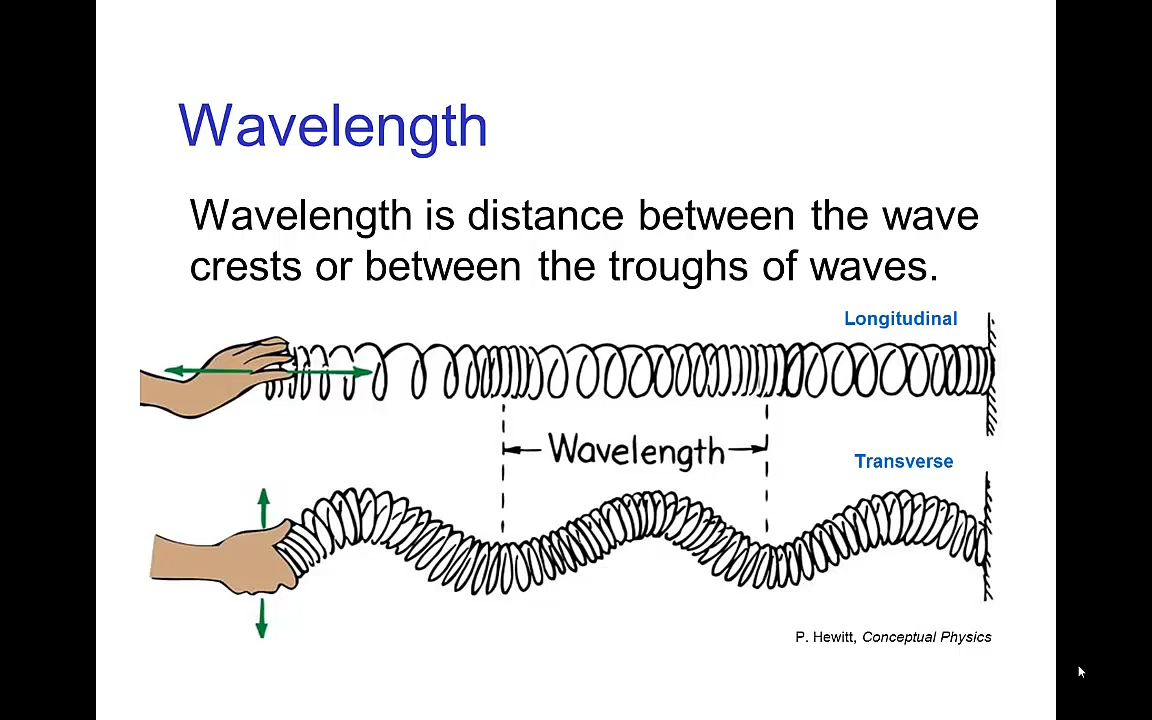 Wavelength
Wavelength is distance between the wave
crests or between the troughs of waves.
Longitudinal
Wavelength
Transverse
P. Hewitt, Conceptual Physics